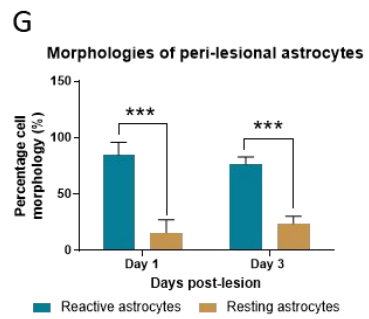 G
Morphologies of peri-lesional astrocytes
Percentage cell
morphology (%)
150
100
50
0
***
***
Day 1
Day 3
Days post-lesion
Reactive astrocytes
Resting astrocytes